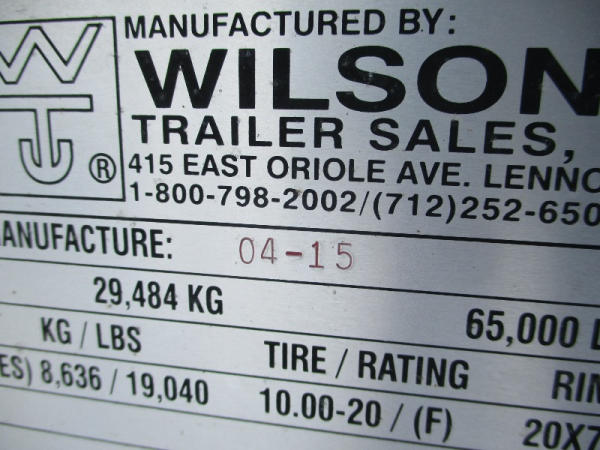 MANUFACTURED BY:
WILSON
TRAILER SALES,
® 415 EAST ORIOLE AVE. LENNO
1-800-798-2002/(712)252-650
ANUFACTURE: 04-15
29,484 KG 65,000 L
KG / LBS TIRE / RATING RIM
ES) 8,636 / 19,040 10.00-20 / (F) 20X7